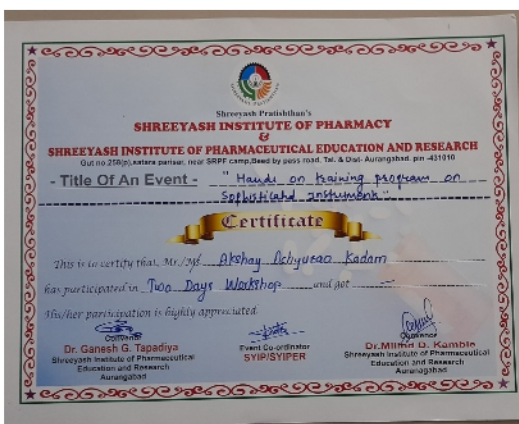 Shreeyash Pratishthan's
SHREEYASH INSTITUTE OF PHARMACY
&
SHREEYASH INSTITUTE OF PHARMACEUTICAL EDUCATION AND RESEARCH
Gut no.258(p),satara parisar, near SRPF camp,Beed by pass road, Tal. & Dist- Aurangabad. pin -431010
- Title Of An Event - " Hands on training program on
Sophisticated instruments".
Certificate
This is to certify that, Mr./Ms. Akshay Achyurao Kadam
has participated in Two Days Workshop and got —
His/her participation is highly appreciated.
Convenor
Dr. Ganesh G. Tapadiya
Shreeyash Institute of Pharmaceutical
Education and Research
Aurangabad
Event Co-ordinator
SYIP/SYIPER
Convenor
Dr.Milind D. Kamble
Shreeyash Institute of Pharmaceutical
Education and Research
Auranagabad